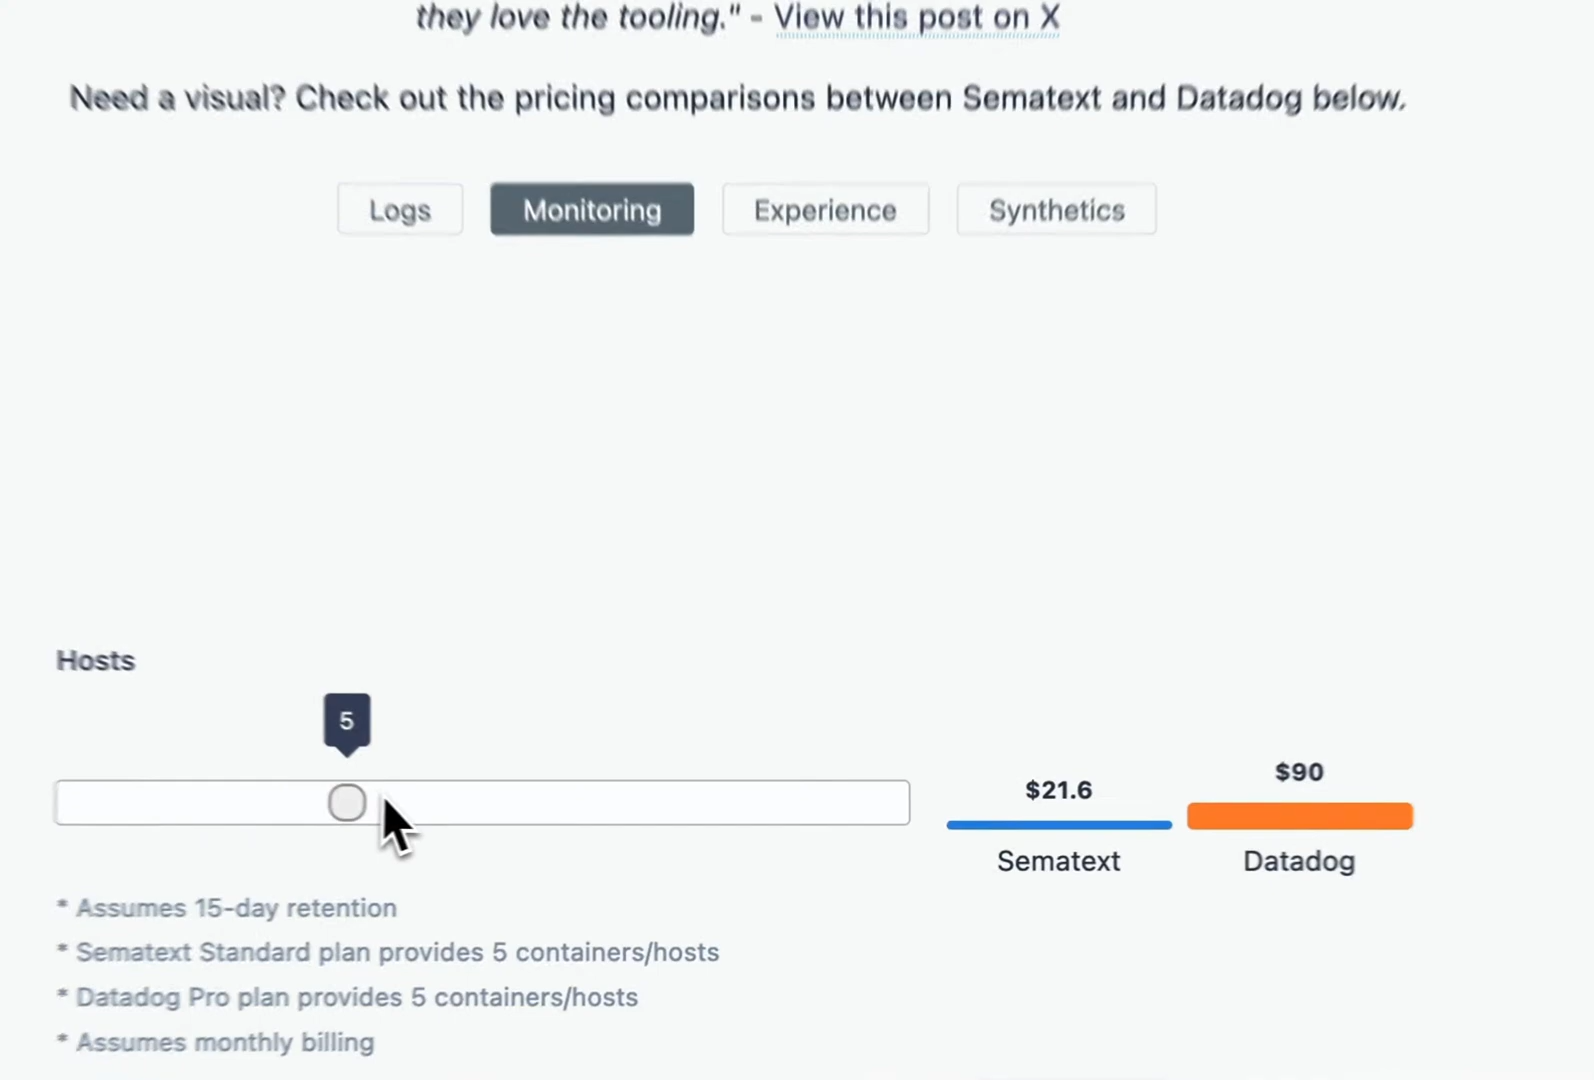 they love the tooling." - View this post on X
Need a visual? Check out the pricing comparisons between Sematext and Datadog below.
Logs Monitoring Experience Synthetics
Hosts
5
$21.6 $90
Sematext Datadog
* Assumes 15-day retention
* Sematext Standard plan provides 5 containers/hosts
* Datadog Pro plan provides 5 containers/hosts
* Assumes monthly billing